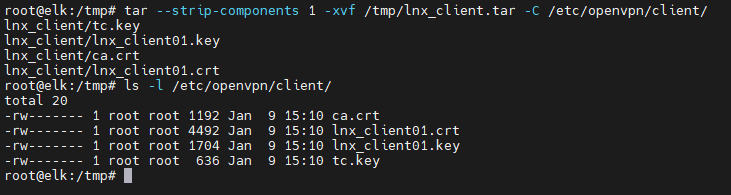 root@elk:/tmp# tar --strip-components 1 -xvf /tmp/lnx_client.tar -C /etc/openvpn/client/
lnx_client/tc.key
lnx_client/lnx_client01.key
lnx_client/ca.crt
lnx_client/lnx_client01.crt
root@elk:/tmp# ls -l /etc/openvpn/client/
total 20
-rw------- 1 root root 1192 Jan  9 15:10 ca.crt
-rw------- 1 root root 4492 Jan  9 15:10 lnx_client01.crt
-rw------- 1 root root 1704 Jan  9 15:10 lnx_client01.key
-rw------- 1 root root  636 Jan  9 15:10 tc.key
root@elk:/tmp#